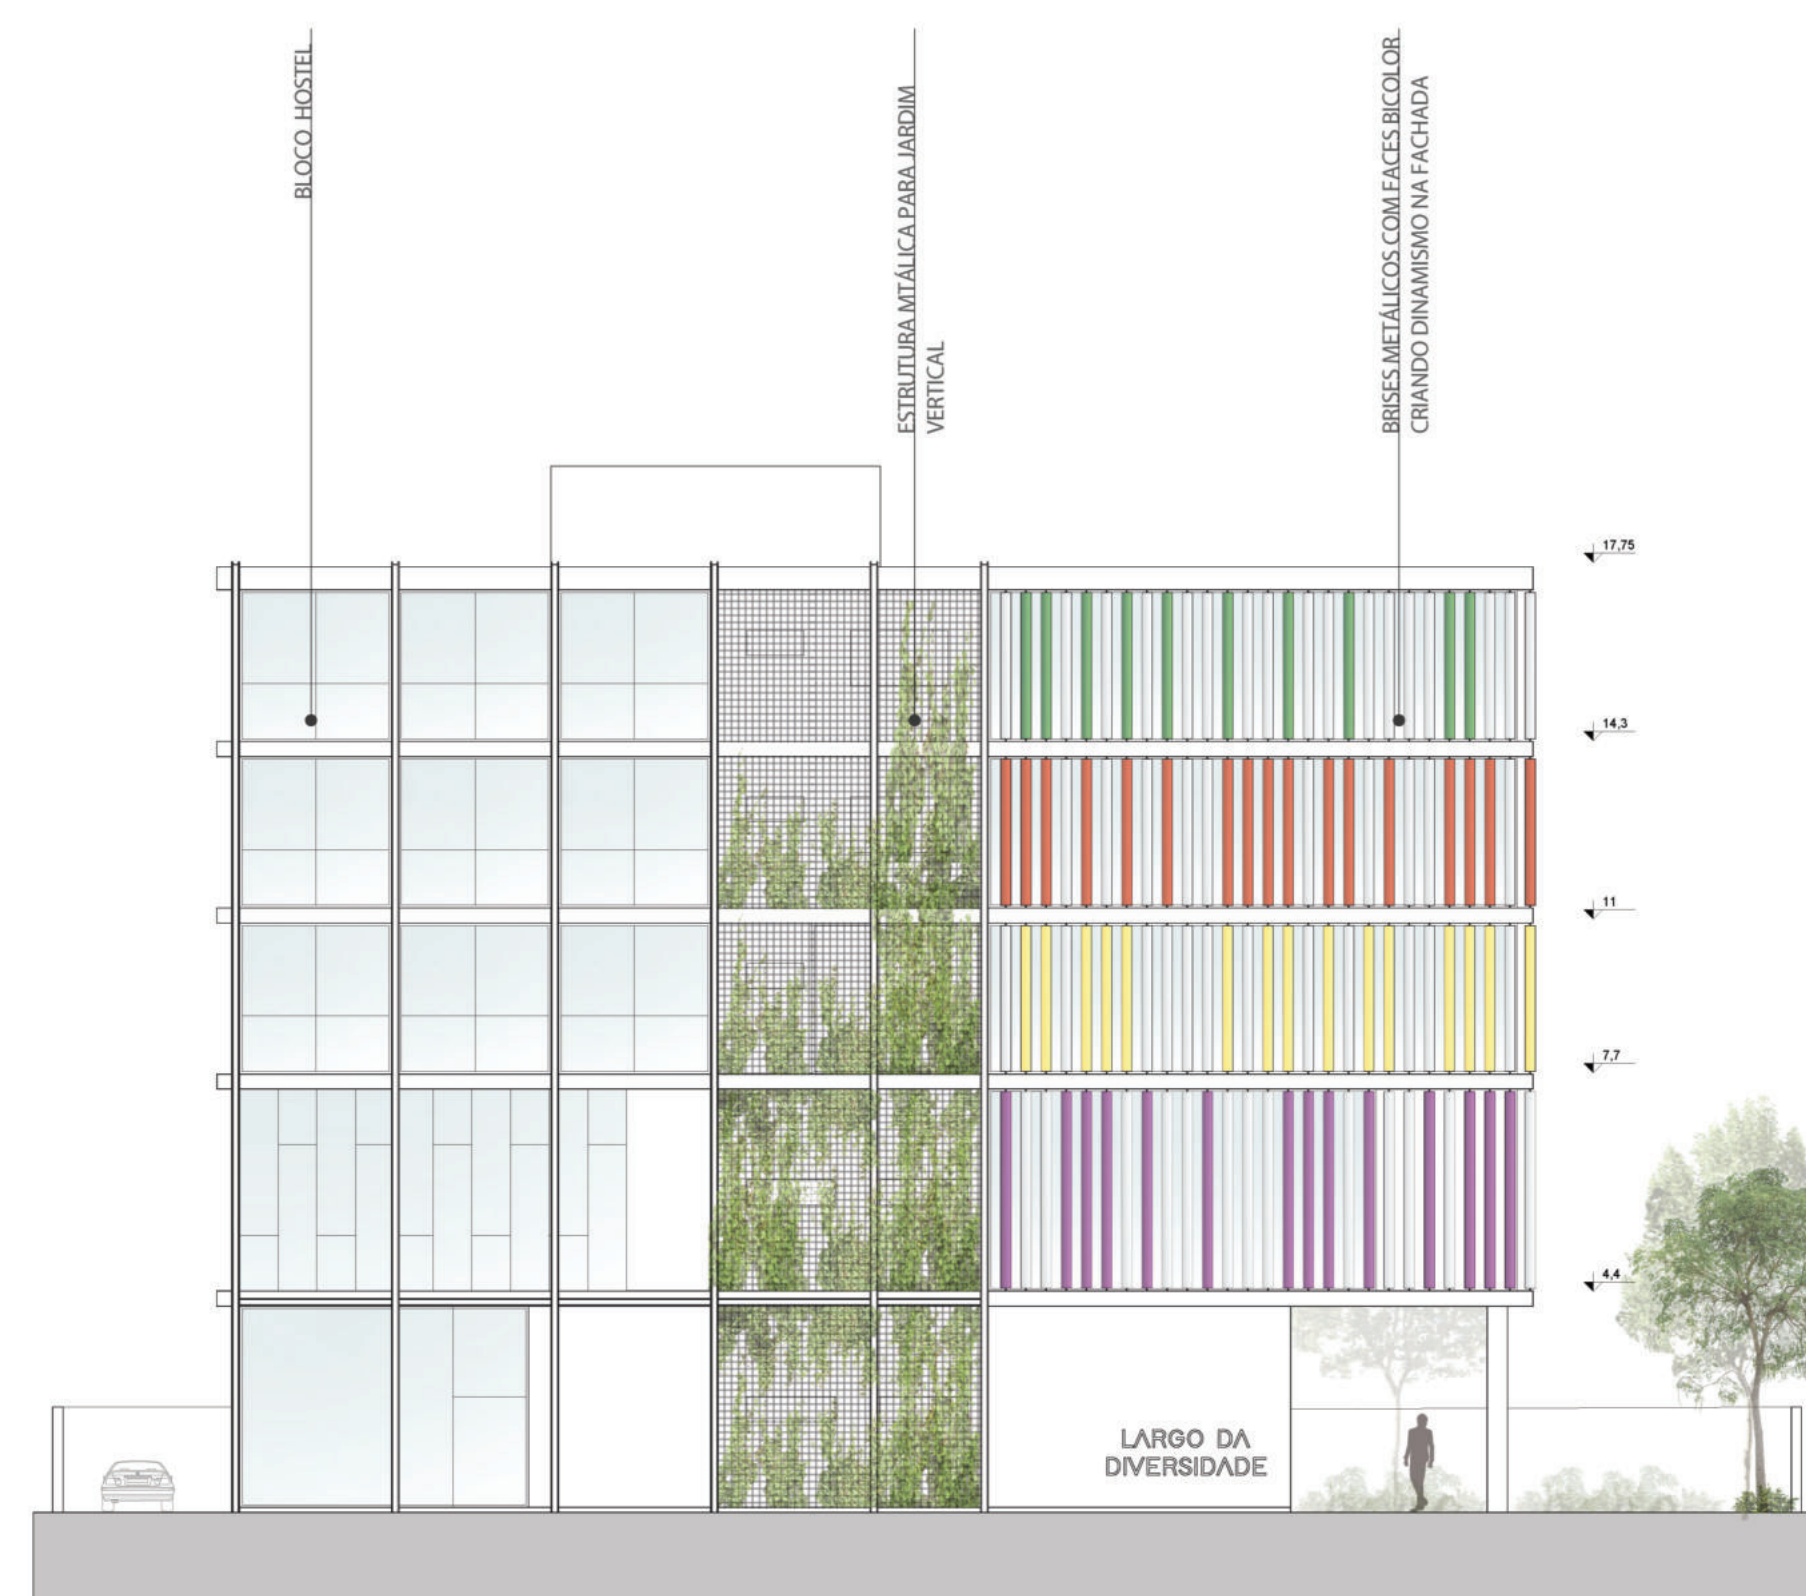 BLOCO HOSTEL
ESTRUTURA MTÁLICA PARA JARDIM
VERTICAL
BRISES METÁLICOS COM FACES BICOLOR
CRIANDO DINAMISMO NA FACHADA
17,75
14,3
11
7,7
4,4
LARGO DA
DIVERSIDADE